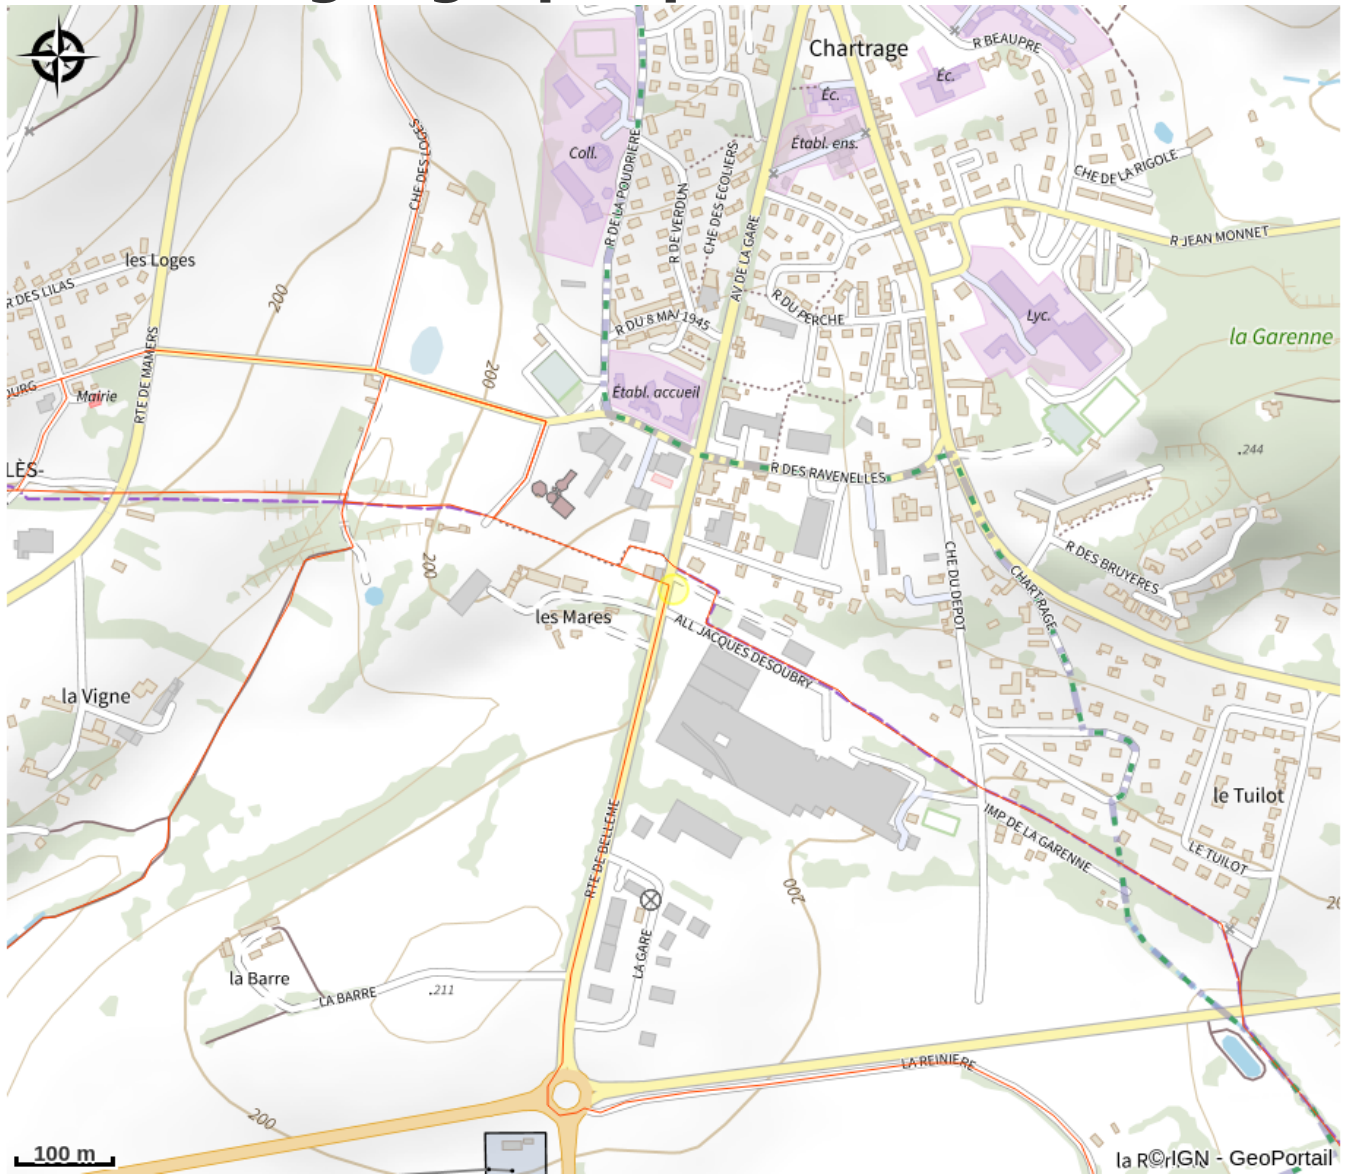 Chartrage
R BEAUPRE
Éc.
Éc.
Établ. ens.
Coll.
CHE DES LOGES
R DE LA POUDRIERE
R DE VERDUN
CHE DES ECOLIERS
AV DE LA GARE
CHE DE LA RIGOLE
R JEAN MONNET
les Loges
R DES LILAS
200
R DU PERCHE
R DU 8 MAI 1945
Lyc.
la Garenne
RTE DE MAMERS
200
Établ accueil
Mairie
.244
LÈS-
R DES RAVENELLES
200
R DES BRUYERES
CHE DU DEPOT
CHARTRAGE
les Mares
ALL JACQUES DESOUBRY
la Vigne
le Tuilot
IMP DE LA GARENNE
LE TUILOT
RTE DE BELLEME
200
LA GARE
la Barre
LA BARRE
.211
LA REINIERE
200
100 m
©IGN - GeoPortail